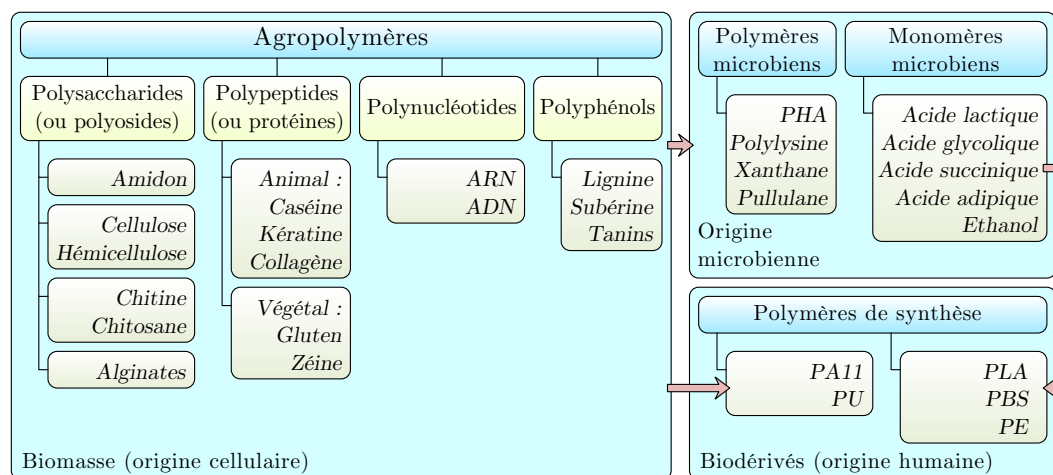 Agropolymères
Polysaccharides
(ou polyosides)
Amidon
Cellulose
Hémicellulose
Chitine
Chitosane
Alginates
Polypeptides
(ou protéines)
Animal :
Caséine
Kératine
Collagène
Végétal :
Gluten
Zéine
Polynucléotides
ARN
ADN
Polyphénols
Lignine
Subérine
Tanins
Biomasse (origine cellulaire)
Polymères
microbiens
PHA
Polylysine
Xanthane
Pullulane
Monomères
microbiens
Acide lactique
Acide glycolique
Acide succinique
Acide adipique
Ethanol
Origine
microbienne
Polymères de synthèse
PA11
PU
PLA
PBS
PE
Biodérivés (origine humaine)